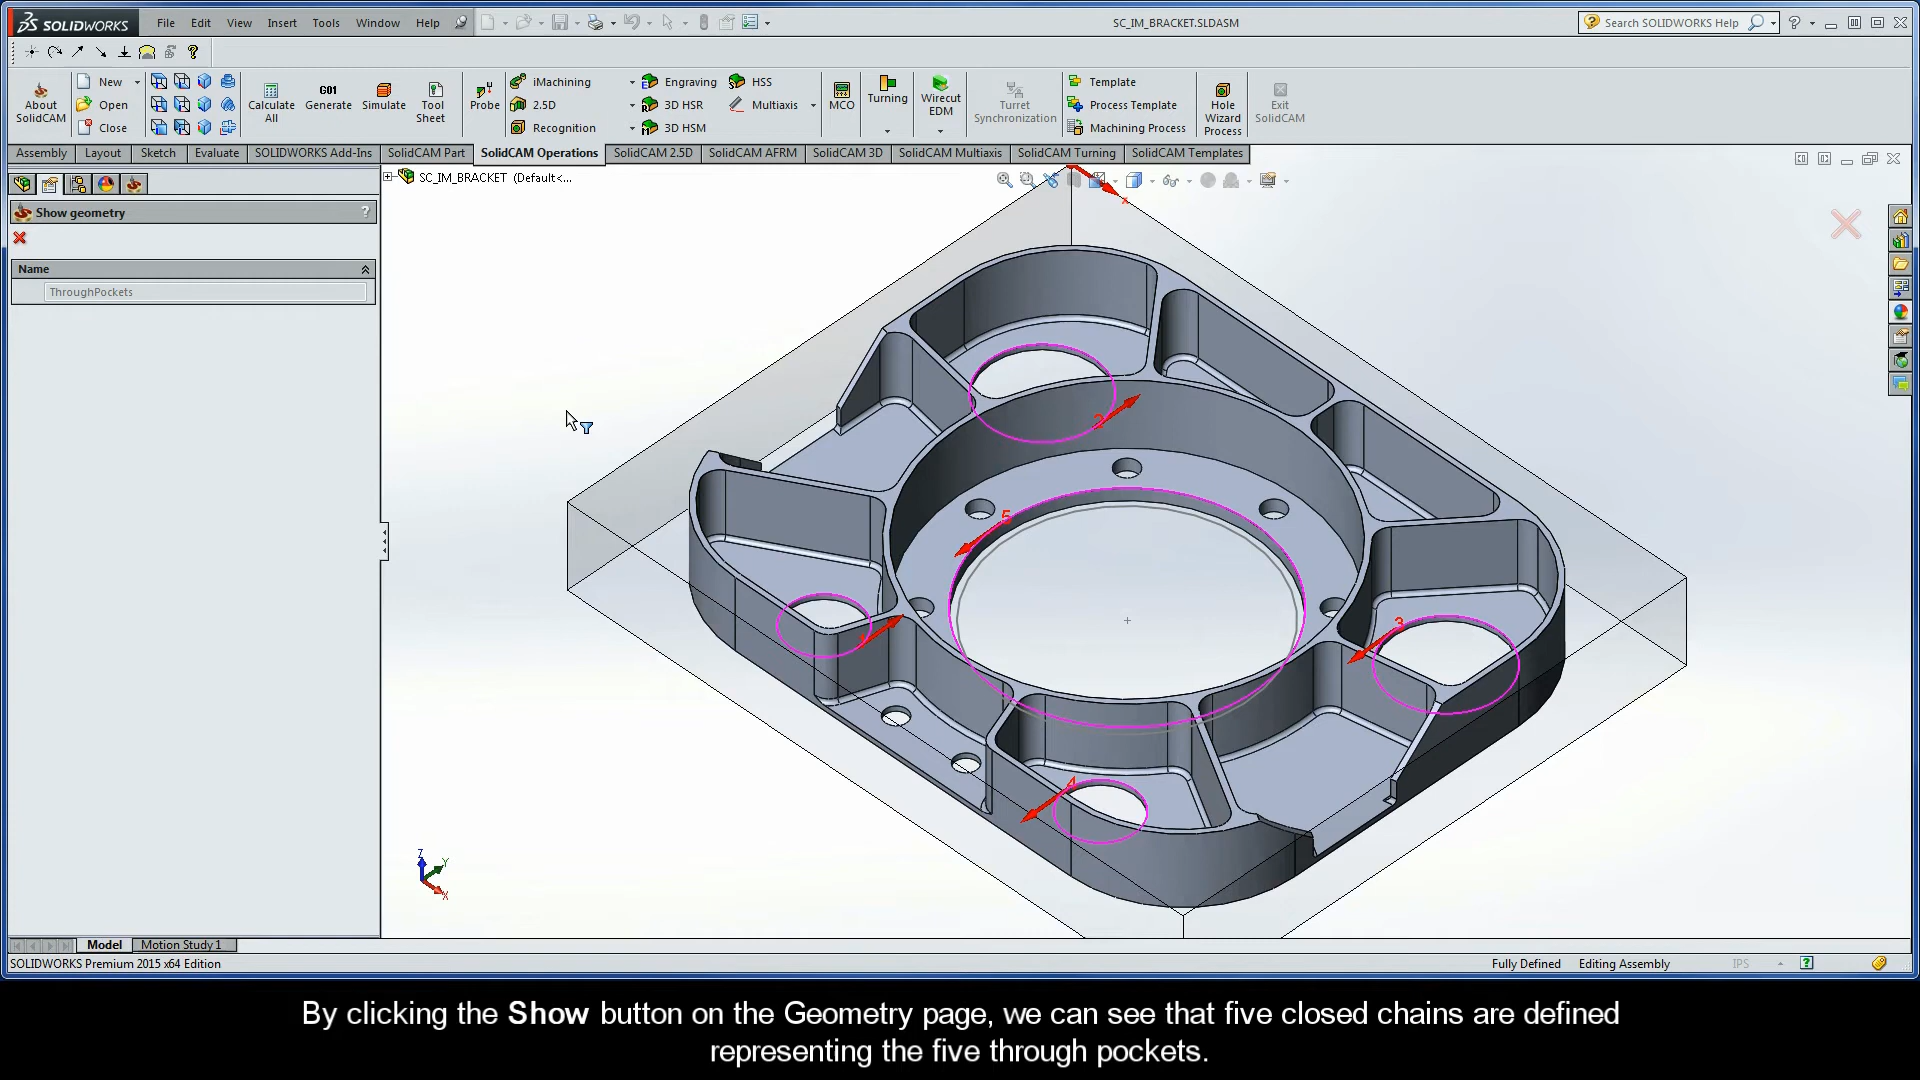 SOLIDWORKS File Edit View Insert Tools Window Help SC_IM_BRACKET.SLDASM Search SOLIDWORKS Help
New iMachining Engraving HSS Template
About SolidCAM Open Calculate All G01 Generate Simulate Tool Sheet Probe 2.5D 3D HSR Multiaxis MCO Turning Wirecut EDM Turret Synchronization Process Template Hole Wizard Process Exit SolidCAM
Close Recognition 3D HSM Machining Process
Assembly Layout Sketch Evaluate SOLIDWORKS Add-Ins SolidCAM Part SolidCAM Operations SolidCAM 2.5D SolidCAM AFRM SolidCAM 3D SolidCAM Multiaxis SolidCAM Turning SolidCAM Templates
SC_IM_BRACKET (Default<...
x
Show geometry ?
Name
ThroughPockets
2
5
1
3
4
Z
Y
X
Model Motion Study 1
SOLIDWORKS Premium 2015 x64 Edition Fully Defined Editing Assembly IPS
By clicking the Show button on the Geometry page, we can see that five closed chains are defined
representing the five through pockets.